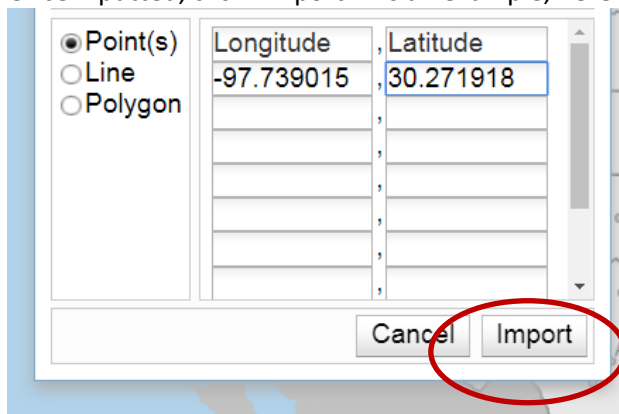 Point(s) Longitude , Latitude
Line -97.739015 , 30.271918
Polygon ,
,
,
,
,
,
Cancel Import